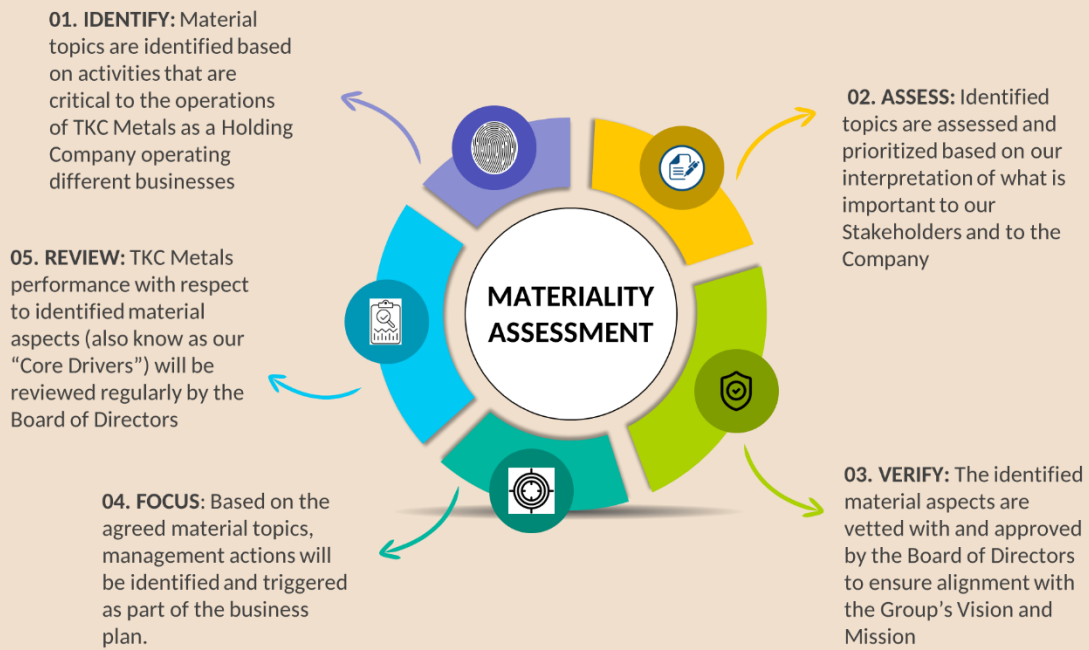 01. IDENTIFY: Material
topics are identified based
on activities that are
critical to the operations
of TKC Metals as a Holding
Company operating
different businesses
02. ASSESS: Identified
topics are assessed and
prioritized based on our
interpretation of what is
important to our
Stakeholders and to the
Company
MATERIALITY
ASSESSMENT
03. VERIFY: The identified
material aspects are
vetted with and approved
by the Board of Directors
to ensure alignment with
the Group's Vision and
Mission
04. FOCUS: Based on the
agreed material topics,
management actions will
be identified and triggered
as part of the business
plan.
05. REVIEW: TKC Metals
performance with respect
to identified material
aspects (also know as our
“Core Drivers”) will be
reviewed regularly by the
Board of Directors